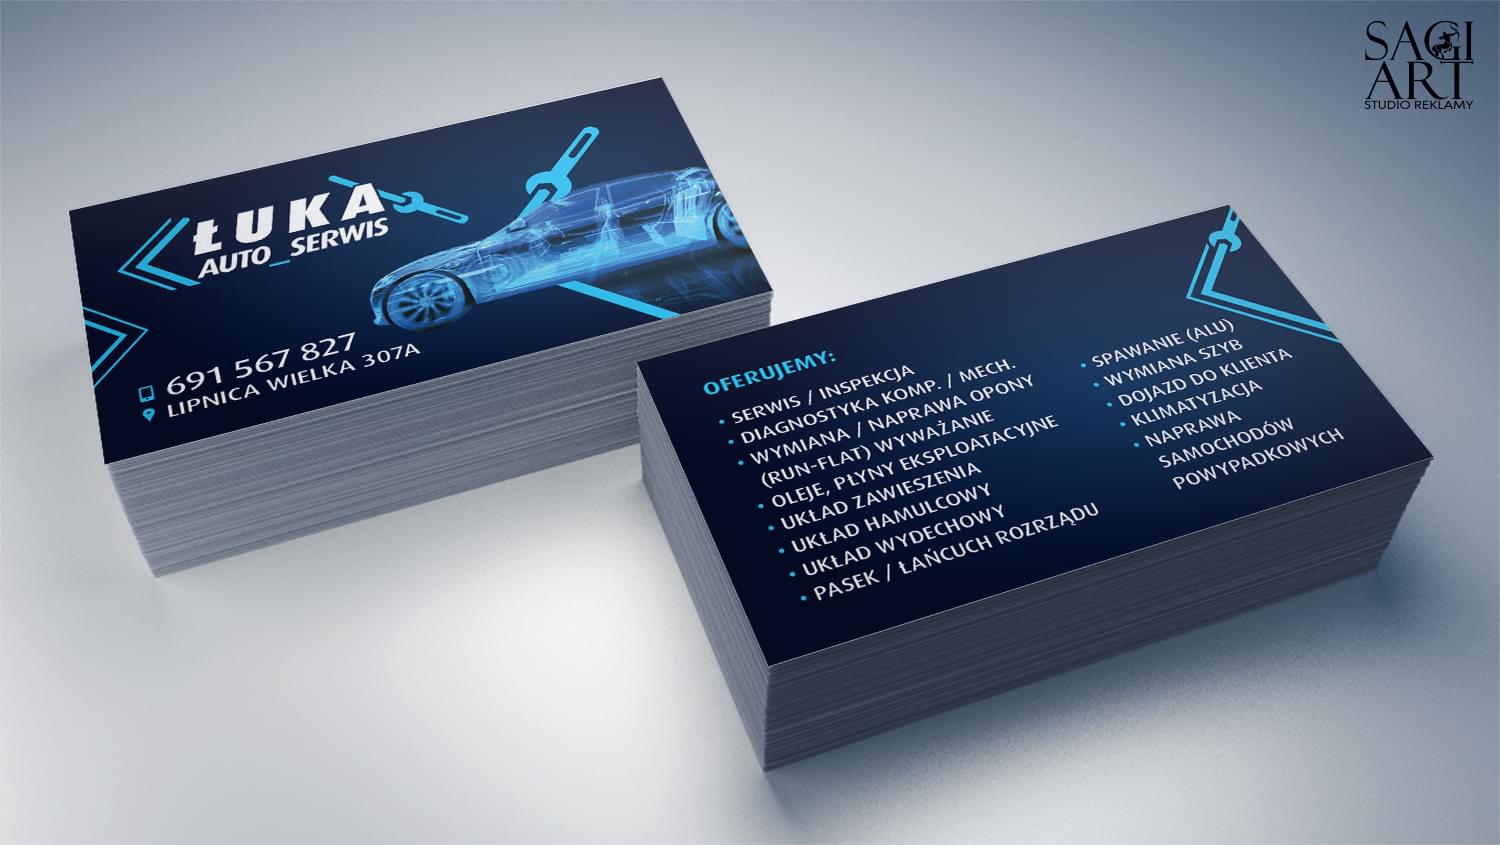 SAGI
ART
STUDIO REKLAMY
ŁUKA
AUTO_SERWIS
691 567 827
LIPNICA WIELKA 307A
OFERUJEMY:
• SERWIS / INSPEKCJA
• DIAGNOSTYKA KOMP. / MECH.
• WYMIANA / NAPRAWA OPONY
(RUN-FLAT) WYWAŻANIE
• OLEJE, PŁYNY EKSPLOATACYJNE
• UKŁAD ZAWIESZENIA
• UKŁAD HAMULCOWY
• UKŁAD WYDECHOWY
• PASEK / ŁAŃCUCH ROZRZĄDU
• SPAWANIE (ALU)
• WYMIANA SZYB
• DOJAZD DO KLIENTA
• KLIMATYZACJA
• NAPRAWA
SAMOCHODÓW
POWYPADKOWYCH